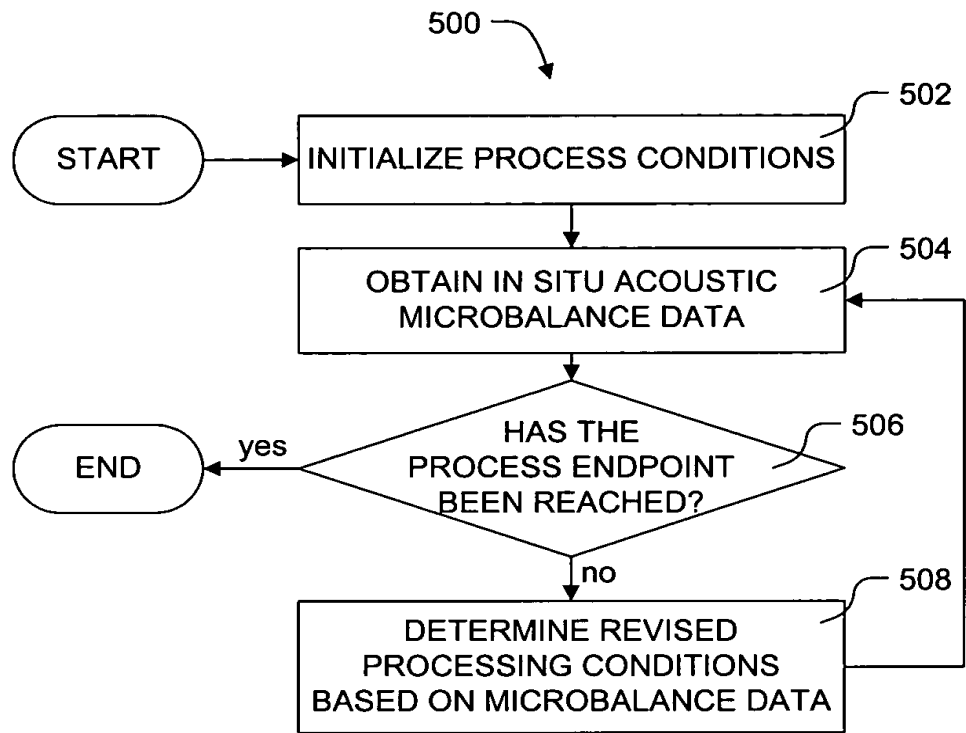 500
502
START
INITIALIZE PROCESS CONDITIONS
504
OBTAIN IN SITU ACOUSTIC
MICROBALANCE DATA
506
HAS THE
PROCESS ENDPOINT
BEEN REACHED?
yes
END
no
508
DETERMINE REVISED
PROCESSING CONDITIONS
BASED ON MICROBALANCE DATA